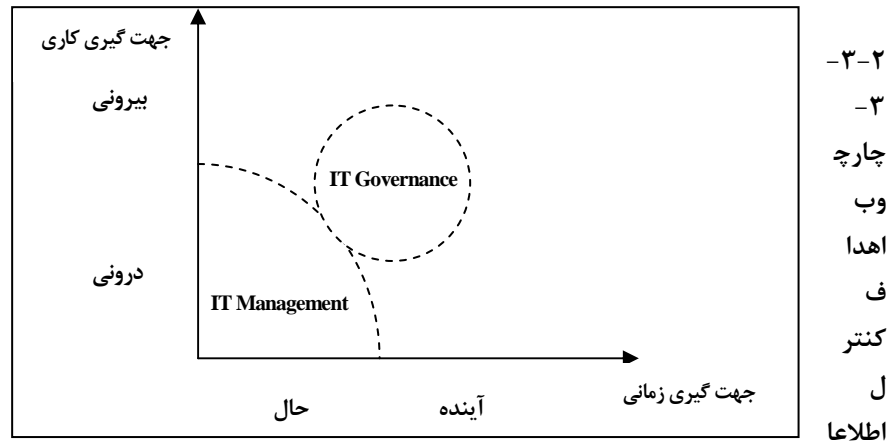 جهت گیری کاری
بیرونی
IT Governance
درونی
IT Management
جهت گیری زمانی
حال
آینده
۲-۳-
۳-
چارچ
وب
اهدا
ف
کنتر
ل
اطلاعا